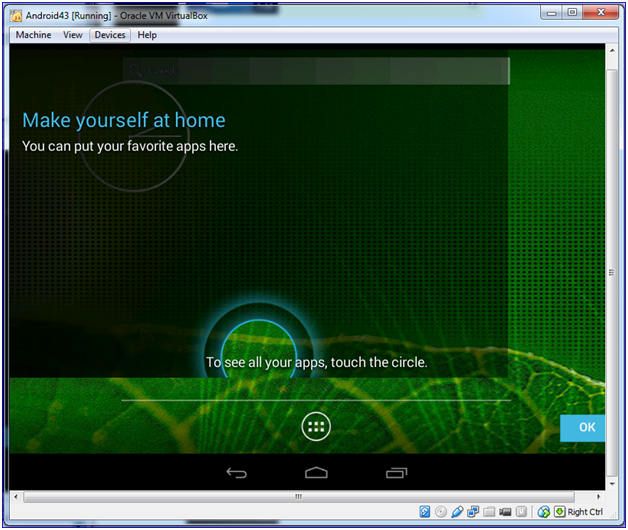 Android43 [Running] - Oracle VM VirtualBox
Machine View Devices Help
Make yourself at home
You can put your favorite apps here.
To see all your apps, touch the circle.
OK
Right Ctrl